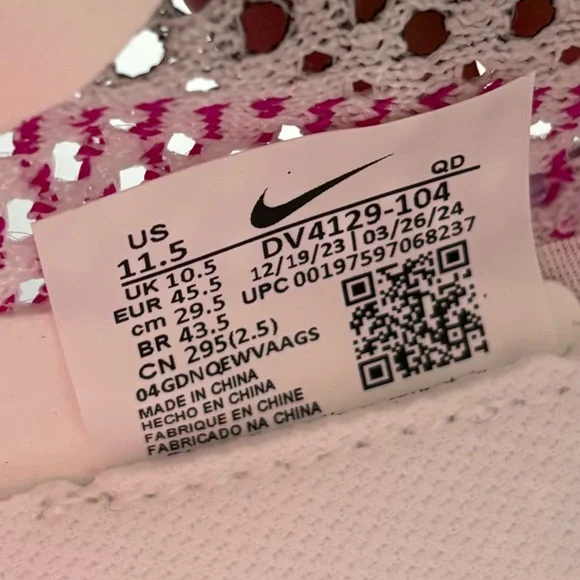 QD
US
11.5
DV4129-104
UK 10.5
12/19/23 | 03/26/24
EUR 45.5
UPC 00197597068237
cm 29.5
BR 43.5
CN 295(2.5)
04GDNQEWVAAGS
MADE IN CHINA
HECHO EN CHINA
FABRIQUE EN CHINE
FABRICADO NA CHINA